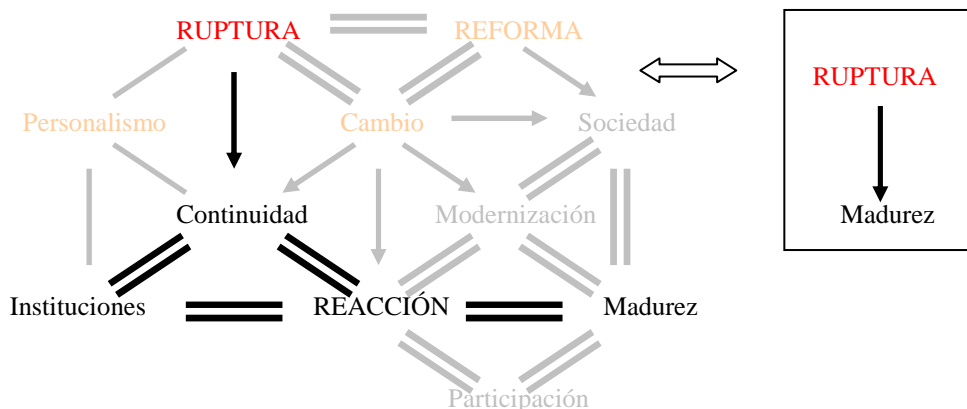 RUPTURA
REFORMA
Personalismo
Cambio
Sociedad
Continuidad
Modernización
Instituciones
REACCIÓN
Madurez
Participación
RUPTURA
Madurez